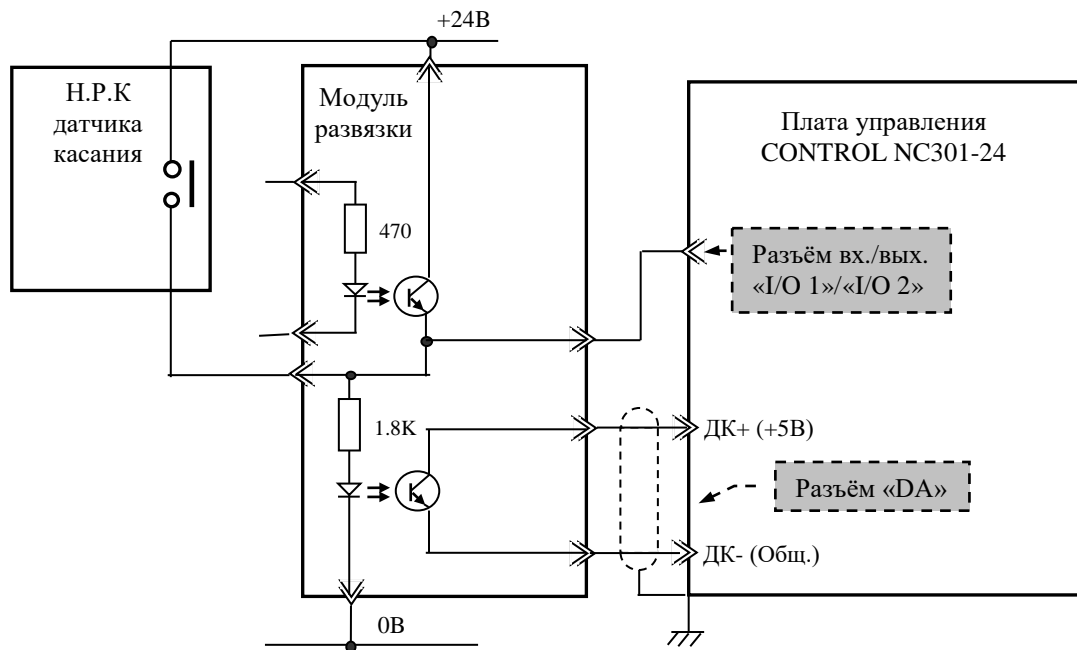 +24В
Н.Р.К
датчика
касания
Модуль
развязки
Плата управления
CONTROL NC301-24
470
Разъём вх./вых.
«I/O 1»/«I/O 2»
1.8K
ДК+ (+5В)
Разъём «DA»
ДК- (Общ.)
0В